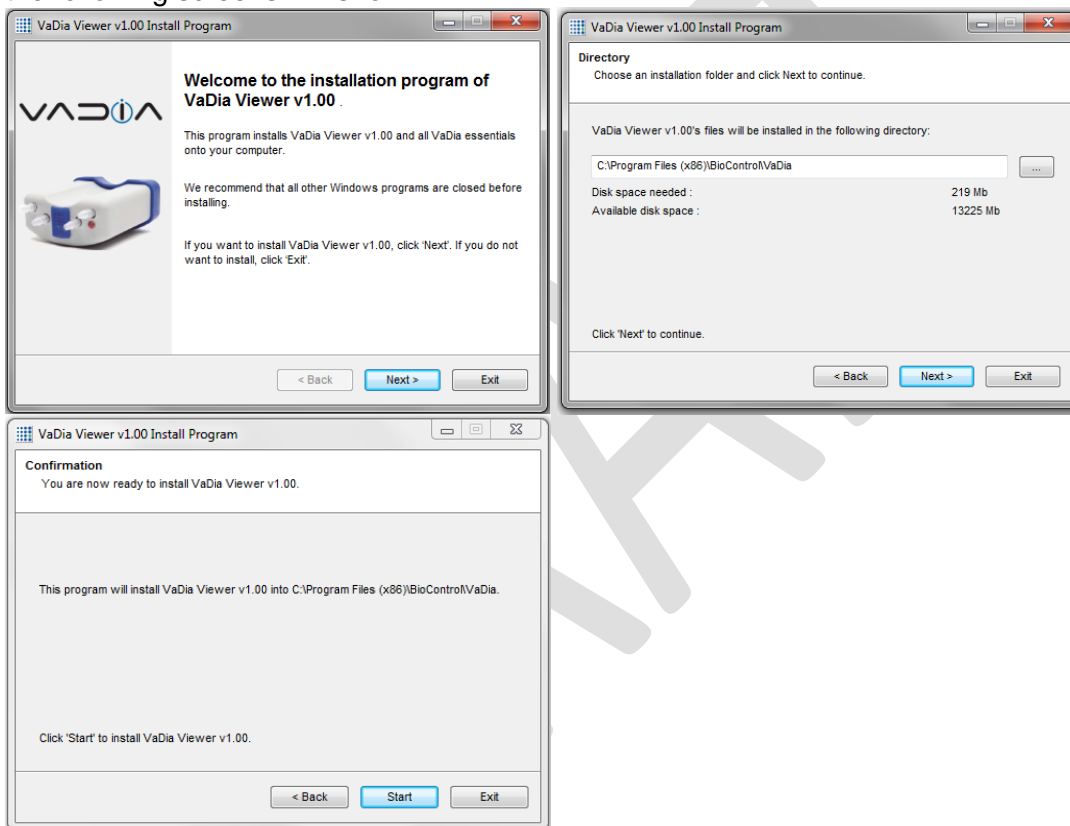 VaDia Viewer v1.00 Install Program
VADIA
Welcome to the installation program of
VaDia Viewer v1.00 .
This program installs VaDia Viewer v1.00 and all VaDia essentials
onto your computer.
We recommend that all other Windows programs are closed before
installing.
If you want to install VaDia Viewer v1.00, click 'Next'. If you do not
want to install, click 'Exit'.
< Back Next > Exit
VaDia Viewer v1.00 Install Program
Directory
Choose an installation folder and click Next to continue.
VaDia Viewer v1.00's files will be installed in the following directory:
C:\Program Files (x86)\BioControl\VaDia ...
Disk space needed : 219 Mb
Available disk space : 13225 Mb
Click 'Next' to continue.
< Back Next > Exit
VaDia Viewer v1.00 Install Program
Confirmation
You are now ready to install VaDia Viewer v1.00.
This program will install VaDia Viewer v1.00 into C:\Program Files (x86)\BioControl\VaDia.
Click 'Start' to install VaDia Viewer v1.00.
< Back Start Exit